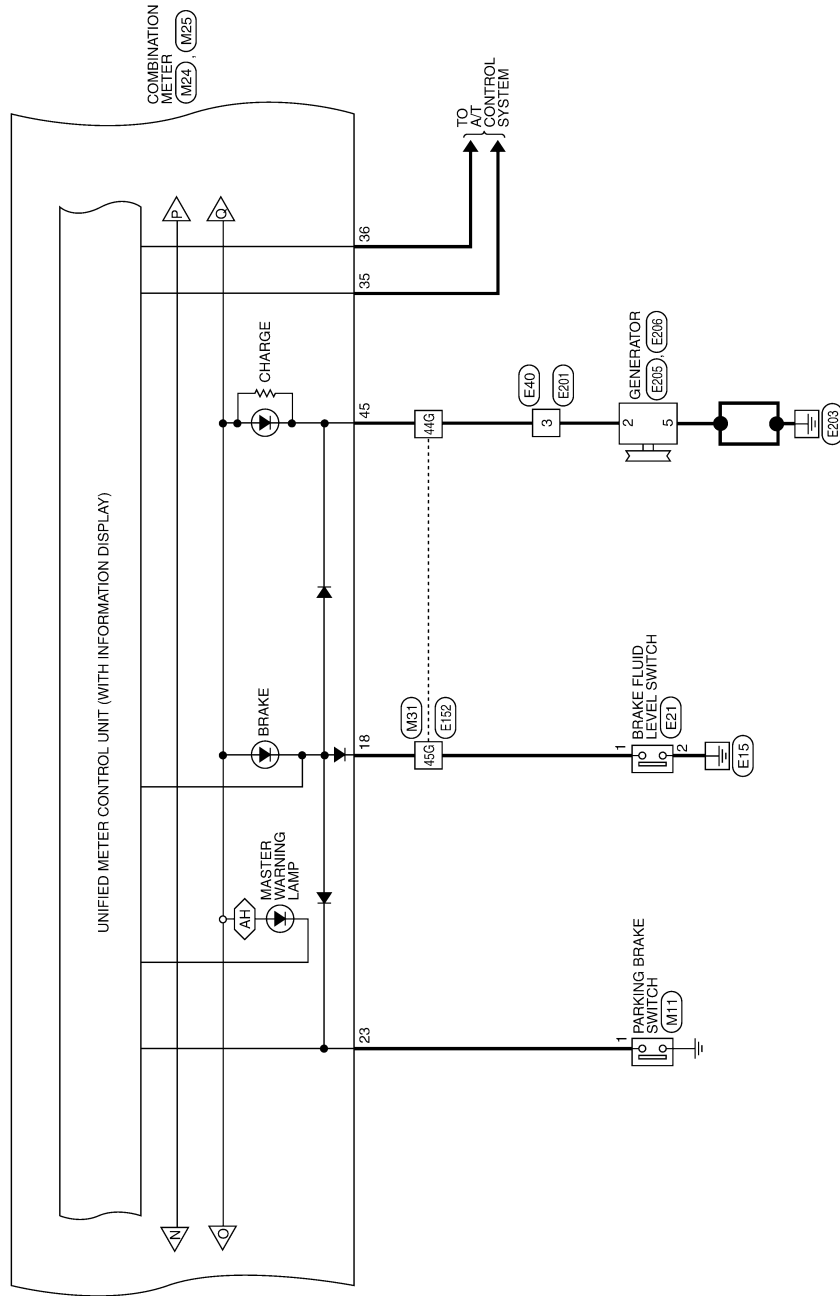 COMBINATION
METER
M24 , M25
UNIFIED METER CONTROL UNIT (WITH INFORMATION DISPLAY)
N
P
O
Q
AH
MASTER
WARNING
LAMP
BRAKE
CHARGE
23
18
45
35
36
TO
A/T
CONTROL
SYSTEM
45G
M31
E152
44G
3
E40
E201
1
PARKING BRAKE
SWITCH
M11
1
2
BRAKE FLUID
LEVEL SWITCH
E21
E15
2
5
GENERATOR
E205 , E206
E203